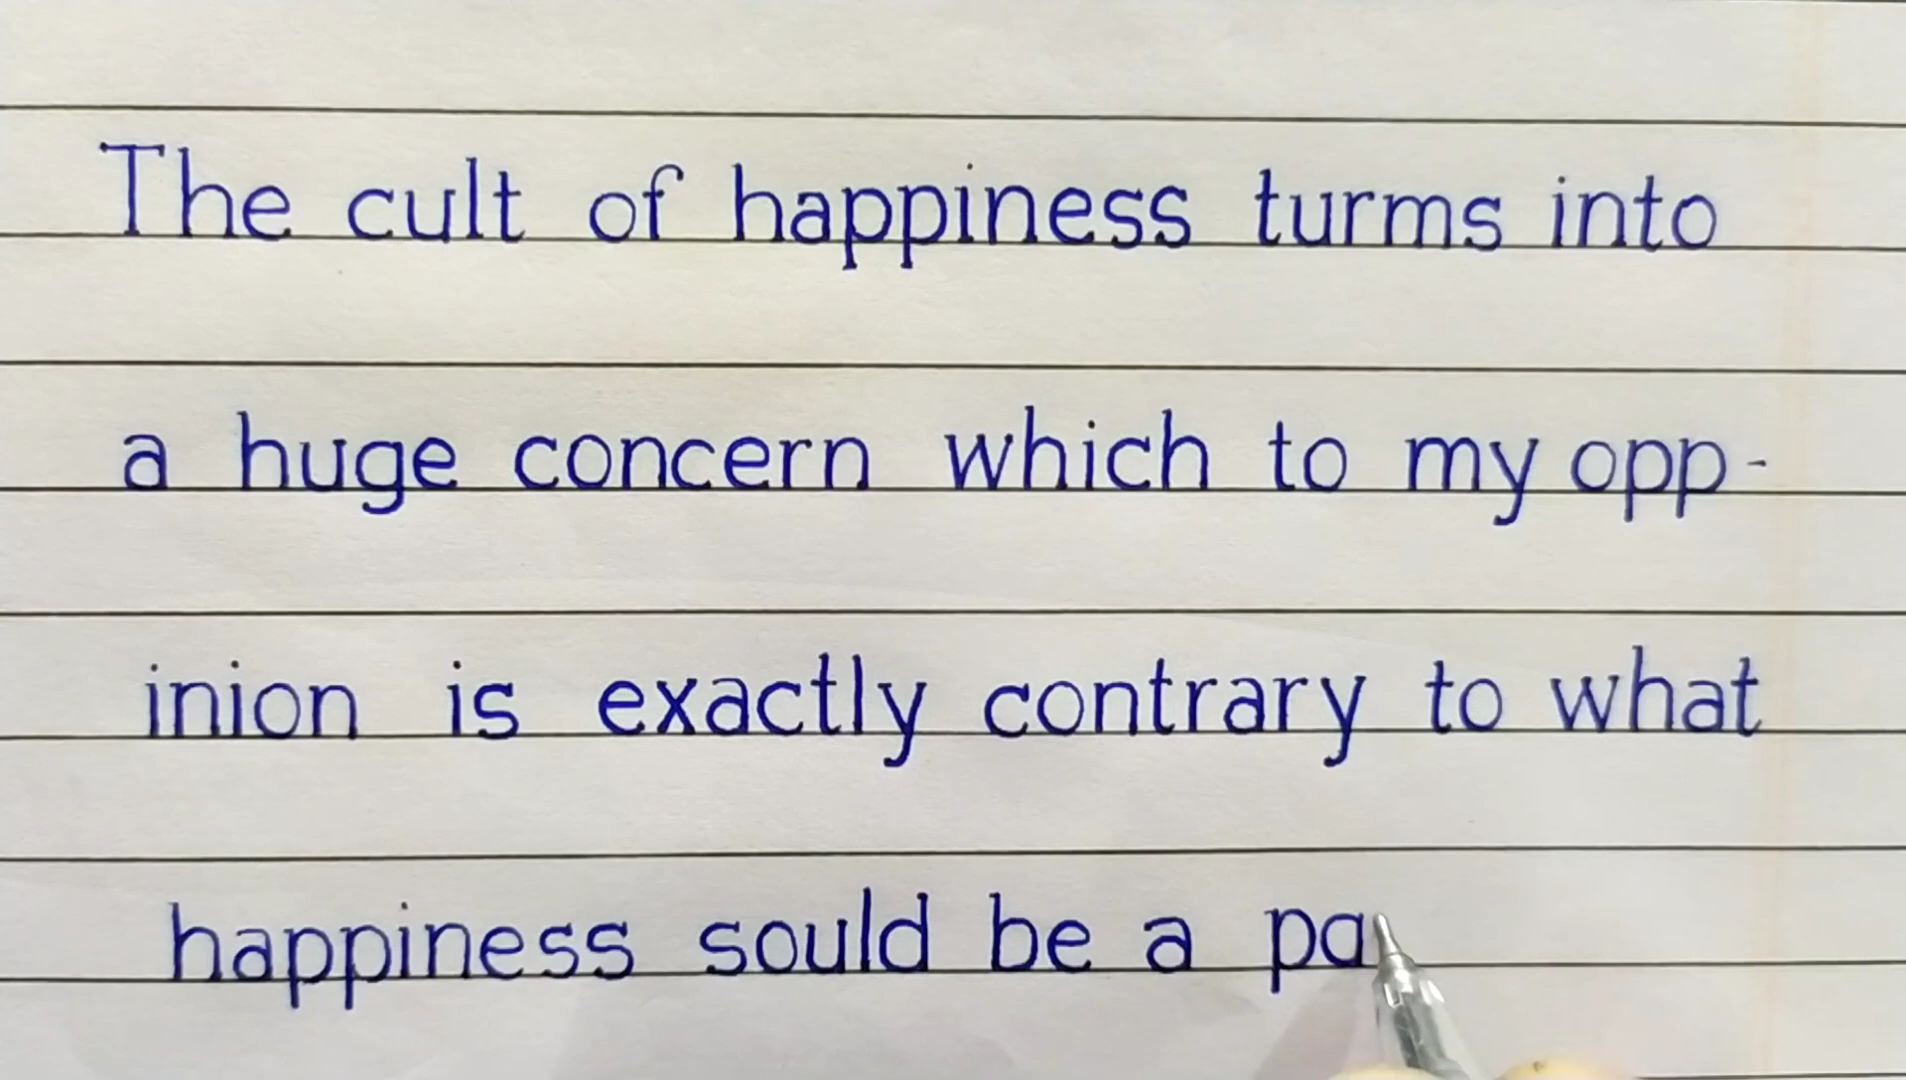 The cult of happiness turms into
a huge concern which to my opp-
inion is exactly contrary to what
happiness sould be a pa